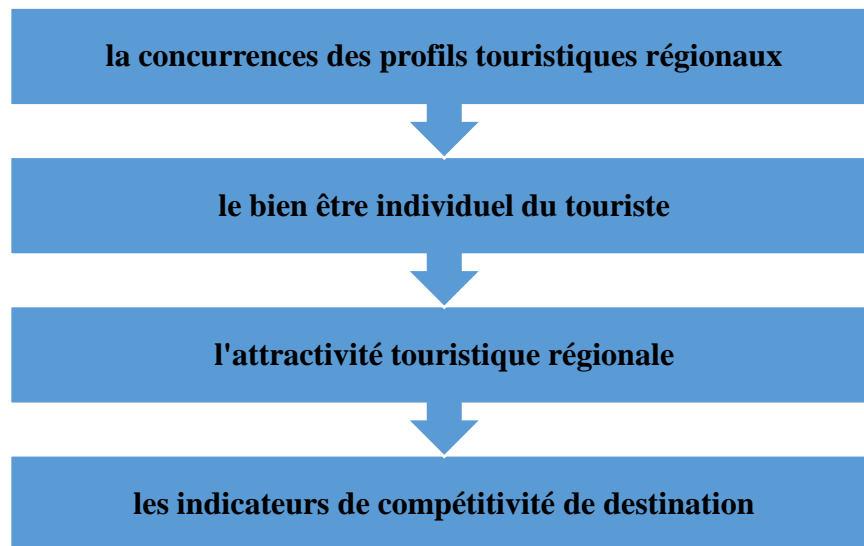 la concurrences des profils touristiques régionaux
le bien être individuel du touriste
l'attractivité touristique régionale
les indicateurs de compétitivité de destination